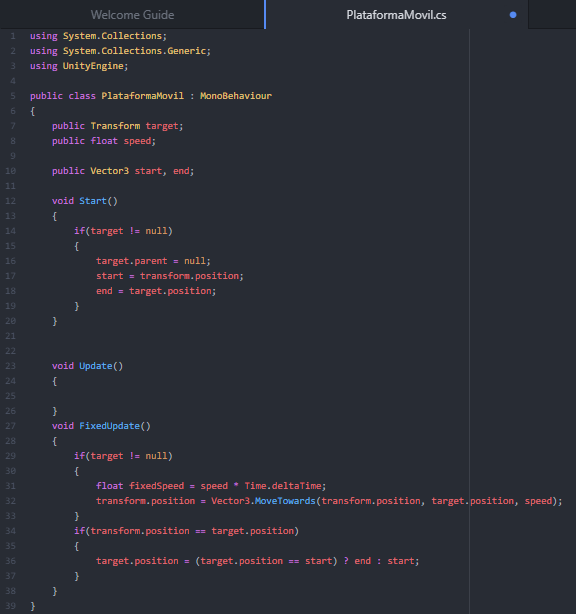 Welcome Guide
PlataformaMovil.cs
1 using System.Collections;
2 using System.Collections.Generic;
3 using UnityEngine;
4
5 public class PlataformaMovil : MonoBehaviour
6 {
7 public Transform target;
8 public float speed;
9
10 public Vector3 start, end;
11
12 void Start()
13 {
14 if(target != null)
15 {
16 target.parent = null;
17 start = transform.position;
18 end = target.position;
19 }
20 }
21
22
23 void Update()
24 {
25
26 }
27 void FixedUpdate()
28 {
29 if(target != null)
30 {
31 float fixedSpeed = speed * Time.deltaTime;
32 transform.position = Vector3.MoveTowards(transform.position, target.position, speed);
33 }
34 if(transform.position == target.position)
35 {
36 target.position = (target.position == start) ? end : start;
37 }
38 }
39 }